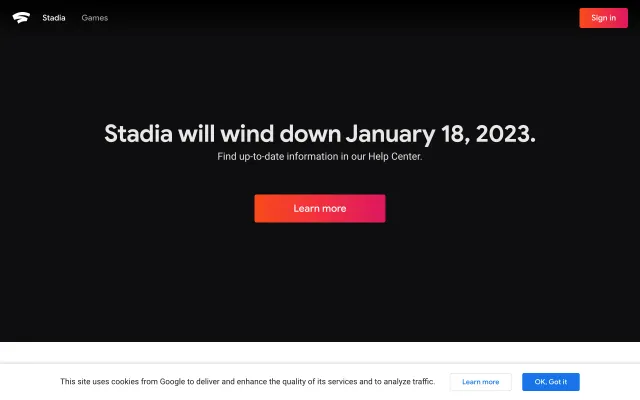 Stadia
Games
Sign in
Stadia will wind down January 18, 2023.
Find up-to-date information in our Help Center.
Learn more
This site uses cookies from Google to deliver and enhance the quality of its services and to analyze traffic.
Learn more
OK, Got it